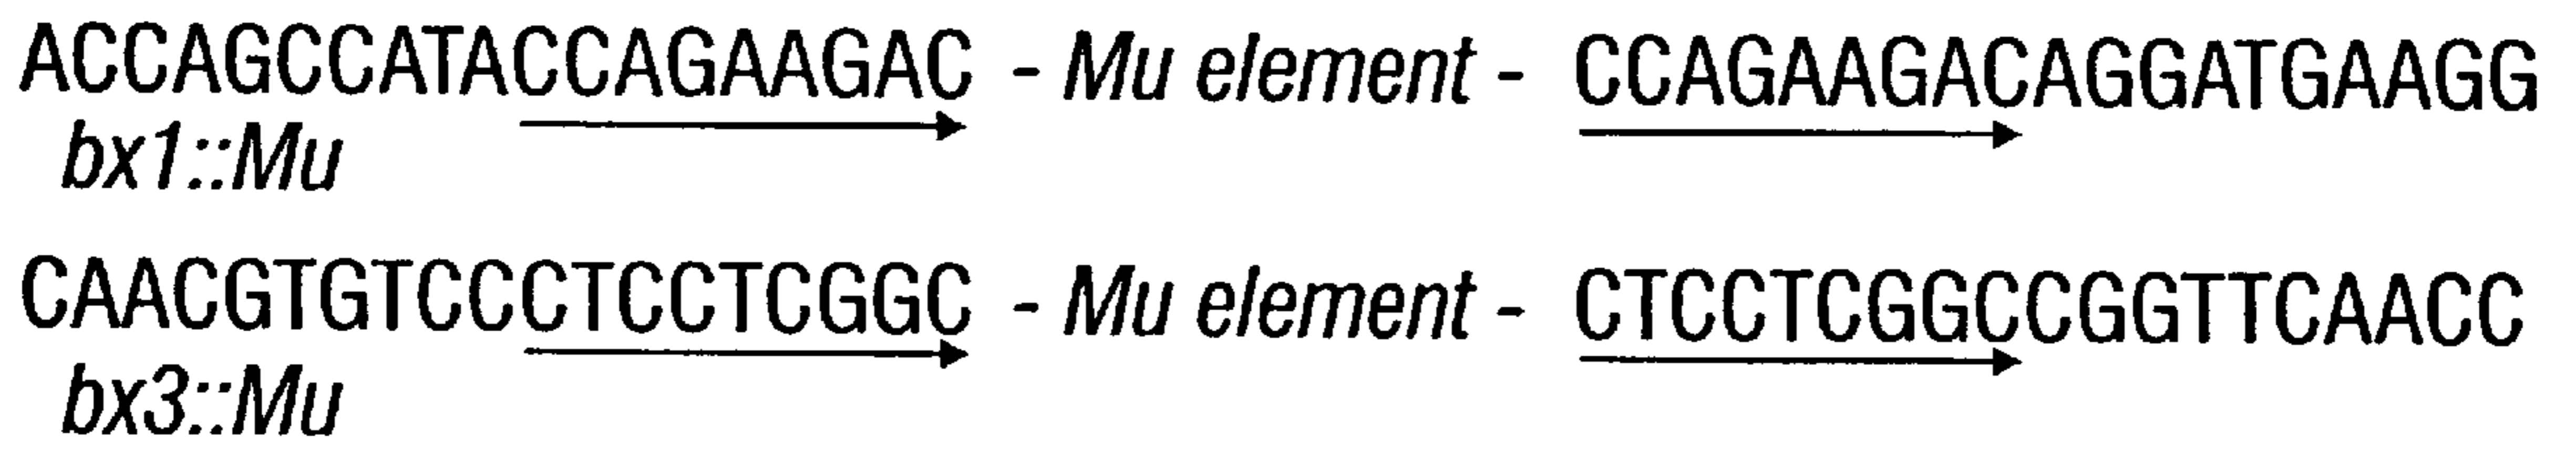 ACCAGCCATACCAGAAGAC - Mu element - CCAGAAGACAGGATGAAGG
bx1::Mu
CAACGTGTCCCTCCTCGGC - Mu element - CTCCTCGGCCGGTTCAACC
bx3::Mu